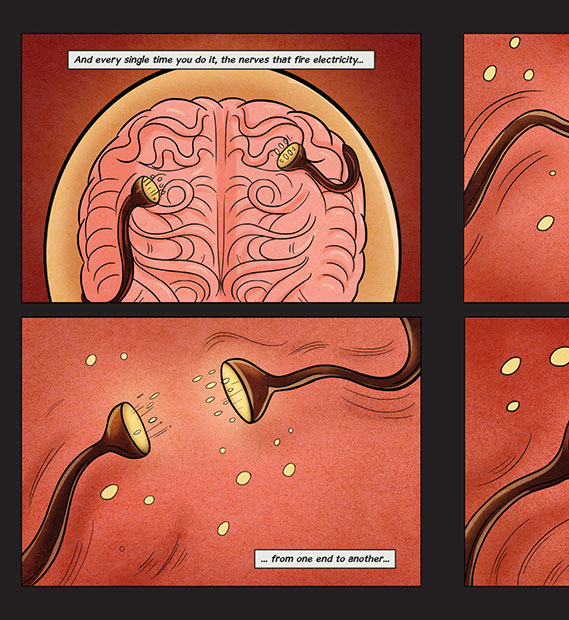 And every single time you do it, the nerves that fire electricity...
... from one end to another...